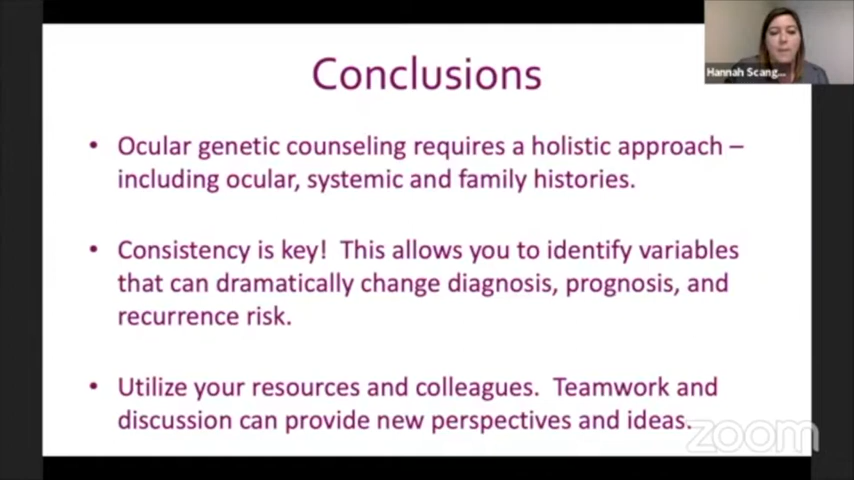 Hannah Scang...
Conclusions
• Ocular genetic counseling requires a holistic approach –
including ocular, systemic and family histories.
• Consistency is key!  This allows you to identify variables
that can dramatically change diagnosis, prognosis, and
recurrence risk.
• Utilize your resources and colleagues.  Teamwork and
discussion can provide new perspectives and ideas.
zoom